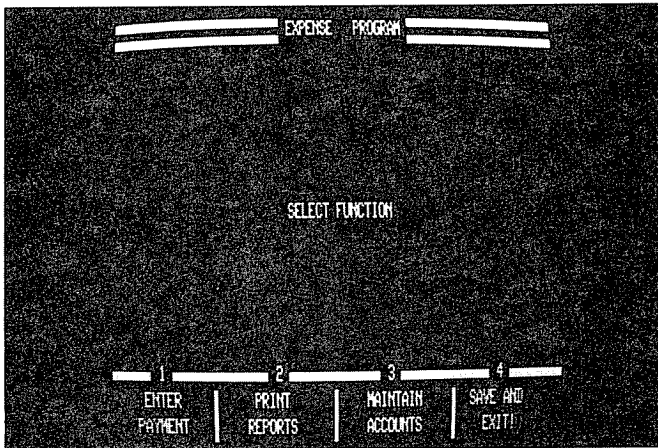 EXPENSE PROGRAM
SELECT FUNCTION
1 2 3 4
ENTER PRINT MAINTAIN SAVE AND
PAYMENT REPORTS ACCOUNTS EXIT!